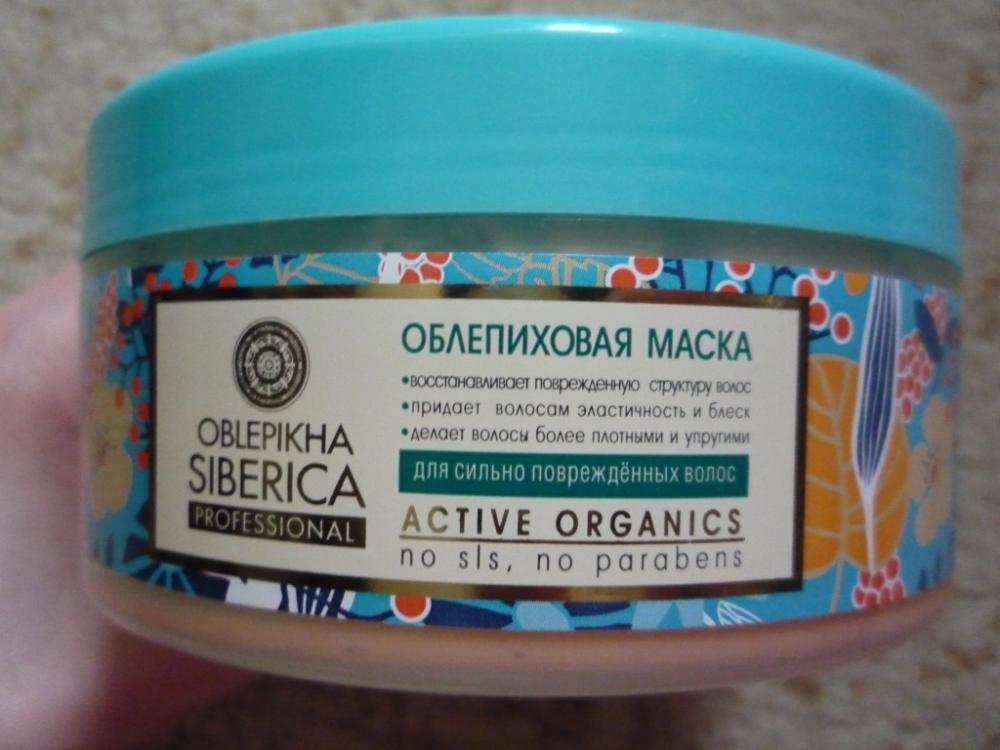 OBLEPIKHA
SIBERICA
PROFESSIONAL
ОБЛЕПИХОВАЯ МАСКА
•восстанавливает поврежденную структуру волос
•придает волосам эластичность и блеск
•делает волосы более плотными и упругими
для сильно повреждённых волос
ACTIVE ORGANICS
no sls, no parabens